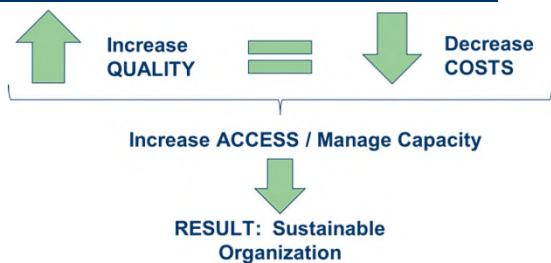 Increase
QUALITY
Decrease
COSTS
Increase ACCESS / Manage Capacity
RESULT: Sustainable
Organization